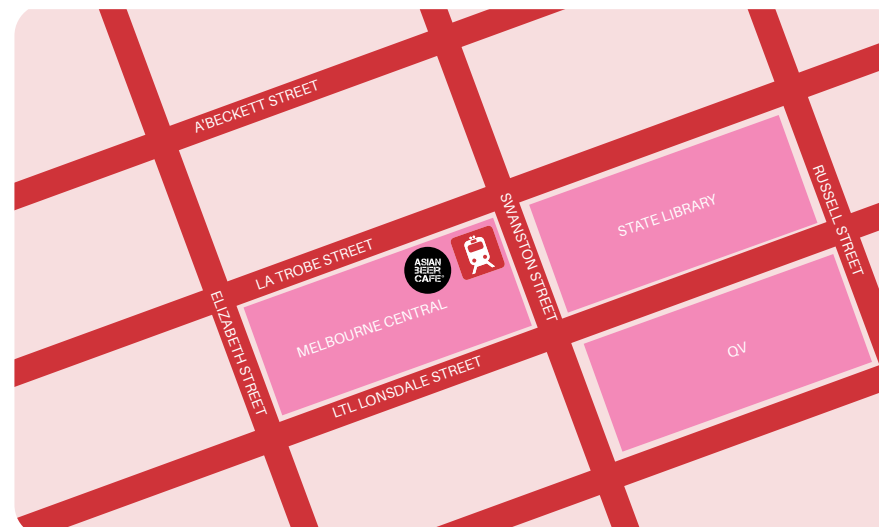 A'BECKETT STREET
LA TROBE STREET
ASIAN
BEER
CAFE
MELBOURNE CENTRAL
LTL LONSDALE STREET
ELIZABETH STREET
SWANSTON STREET
STATE LIBRARY
RUSSELL STREET
QV